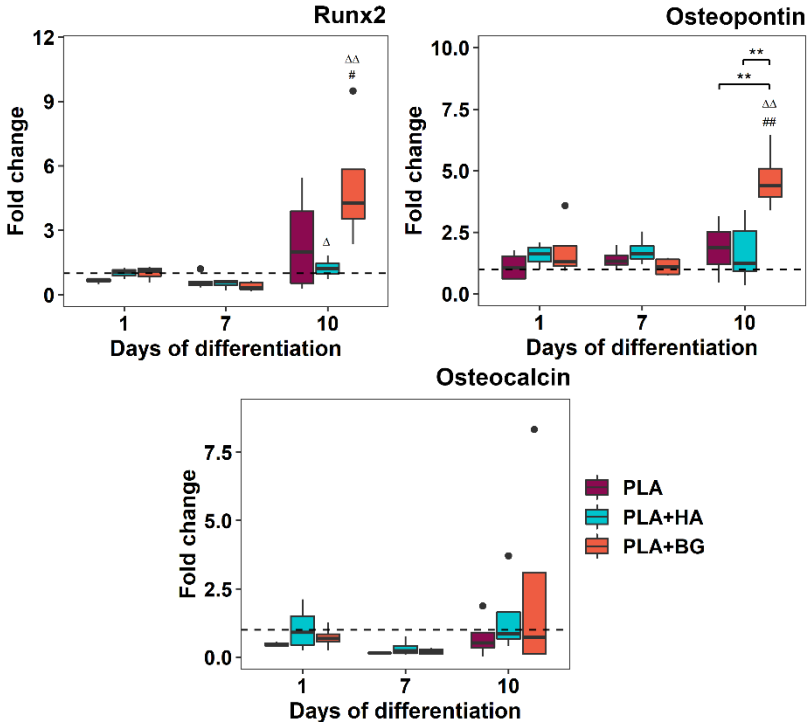 Runx2
12
9
6
3
0
Fold change
ΔΔ
#
Δ
1 7 10
Days of differentiation
Osteopontin
10.0
7.5
5.0
2.5
0.0
Fold change
**
**
ΔΔ
##
1 7 10
Days of differentiation
Osteocalcin
7.5
5.0
2.5
0.0
Fold change
1 7 10
Days of differentiation
PLA
PLA+HA
PLA+BG